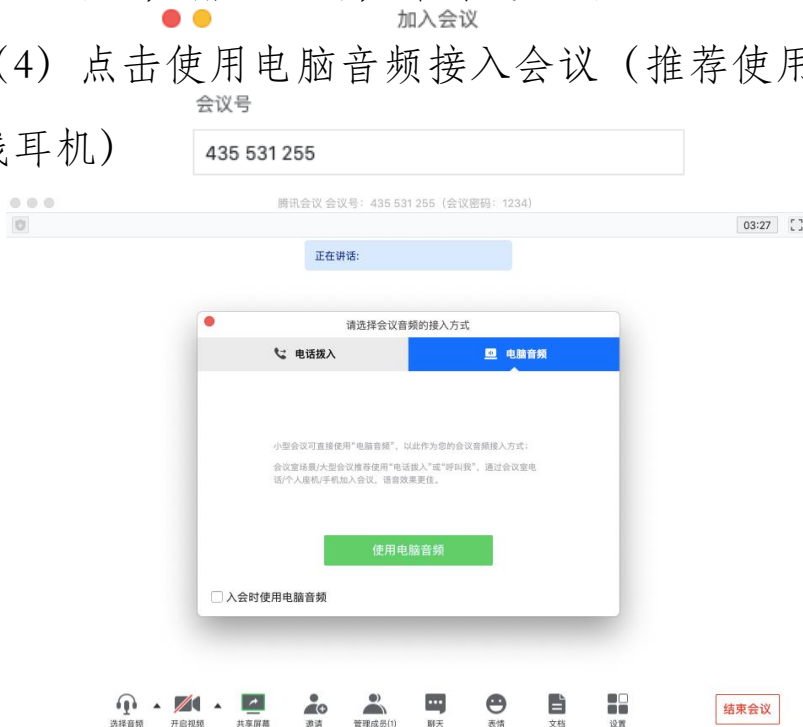 加入会议
(4) 点击使用电脑音频接入会议（推荐使用
会议号
耳机）
435 531 255
腾讯会议 会议号：435 531 255（会议密码：1234）
03:27
正在讲话:
请选择会议音频的接入方式
电话拨入
电脑音频
小型会议可直接使用“电脑音频”，以此作为您的会议音频接入方式；
会议室场景/大型会议推荐使用“电话拨入”或“呼叫我”，通过会议室电
话/个人座机/手机加入会议，语音效果更佳。
使用电脑音频
入会时使用电脑音频
选择音频
开启视频
共享屏幕
邀请
管理成员(1)
聊天
表情
文档
设置
结束会议